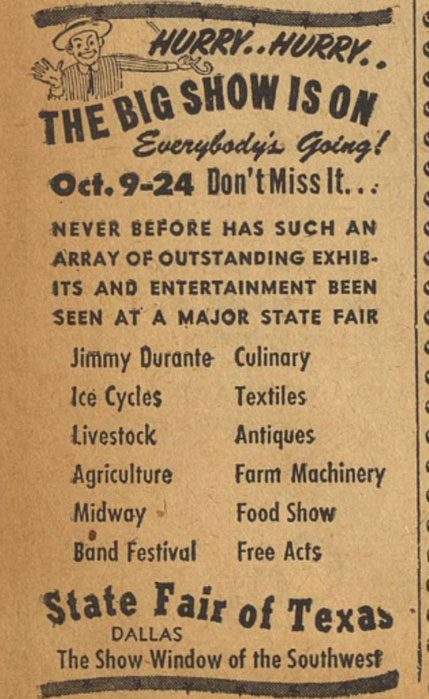 HURRY..HURRY..
THE BIG SHOW IS ON
Everybody's Going!
Oct. 9-24 Don't Miss It...
NEVER BEFORE HAS SUCH AN
ARRAY OF OUTSTANDING EXHIB-
ITS AND ENTERTAINMENT BEEN
SEEN AT A MAJOR STATE FAIR
Jimmy Durante Culinary
Ice Cycles Textiles
Livestock Antiques
Agriculture Farm Machinery
Midway Food Show
Band Festival Free Acts
State Fair of Texas
DALLAS
The Show Window of the Southwest